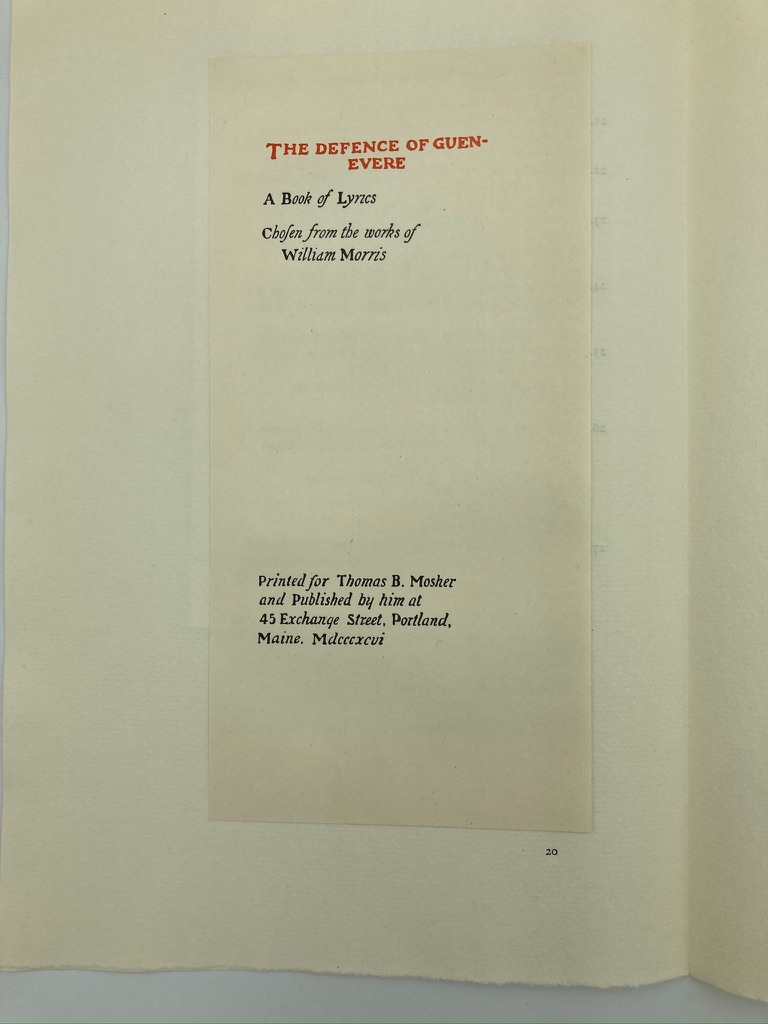 THE DEFENCE OF GUEN-
EVERE
A Book of Lyrics
Choſen from the works of
William Morris
Printed for Thomas B. Mosher
and Published by him at
45 Exchange Street, Portland,
Maine. Mdcccxcvi
20